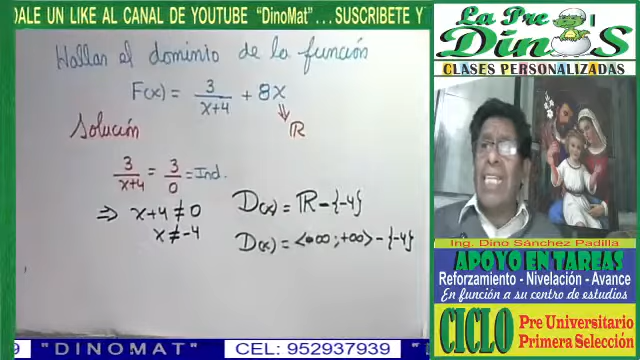 DALE UN LIKE AL CANAL DE YOUTUBE "DinoMat"... SUSCRIBETE Y
Hallar el dominio de la función
F(x) = 3/(x+4) + 8x
ℝ
Solución
3/(x+4) = 3/0 = Ind.
⇒ x+4 ≠ 0
x ≠ -4
D(x) = ℝ - {-4}
D(x) = <-∞; +∞> - {-4}
9 "DINOMAT" CEL: 952937939
La Pre
DinoS
CLASES PERSONALIZADAS
Ing. Dino Sánchez Padilla
APOYO EN TAREAS
Reforzamiento - Nivelación - Avance
En función a su centro de estudios
CICLO
Pre Universitario
Primera Selección